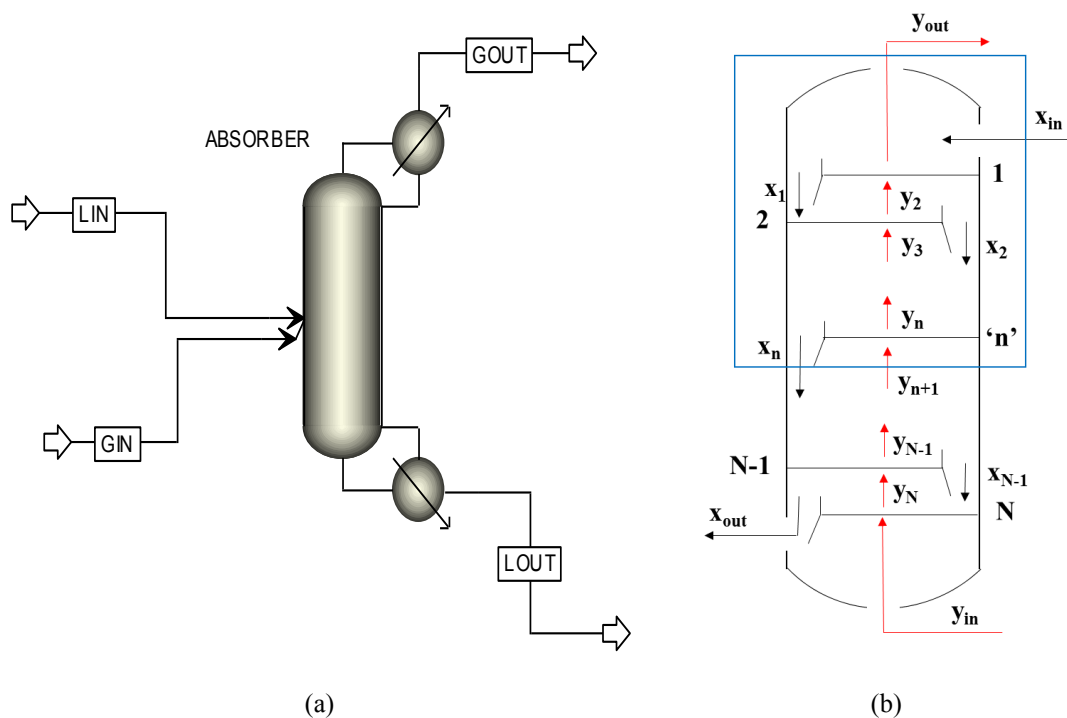 GOUT
ABSORBER
LIN
GIN
LOUT
(a)
y_out
x_in
1
x_1
y_2
2
y_3
x_2
y_n
x_n
‘n’
y_n+1
y_N-1
N-1
x_N-1
y_N
N
x_out
y_in
(b)